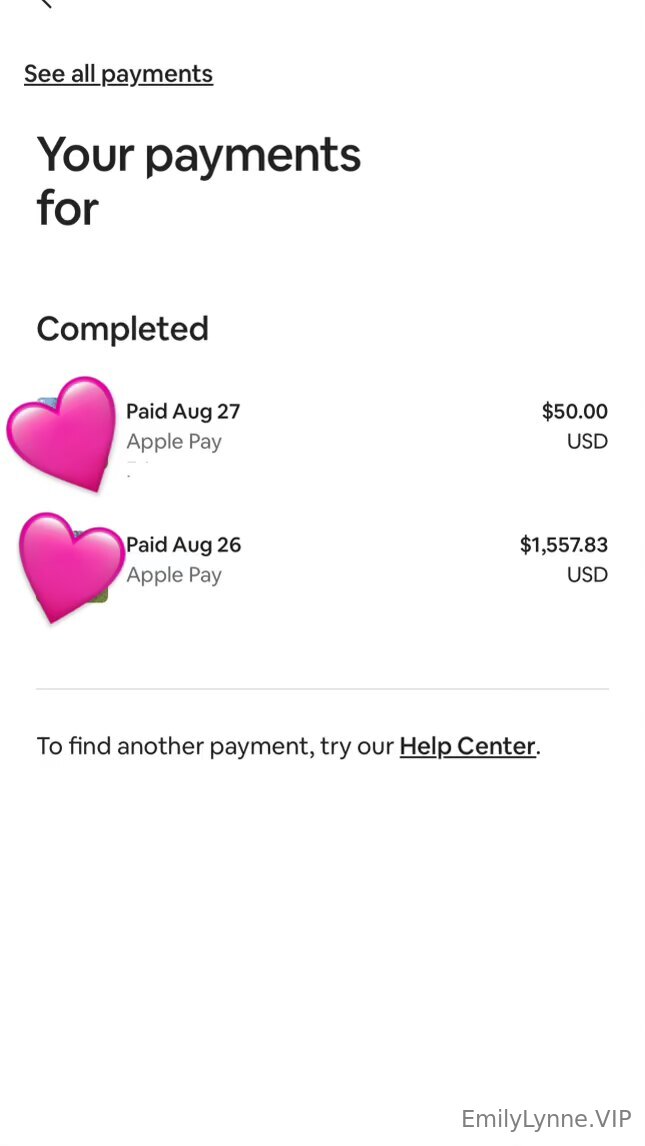 See all payments
Your payments
for
Completed
Paid Aug 27
$50.00
Apple Pay
USD
Paid Aug 26
$1,557.83
Apple Pay
USD
To find another payment, try our Help Center.
EmilyLynne.VIP